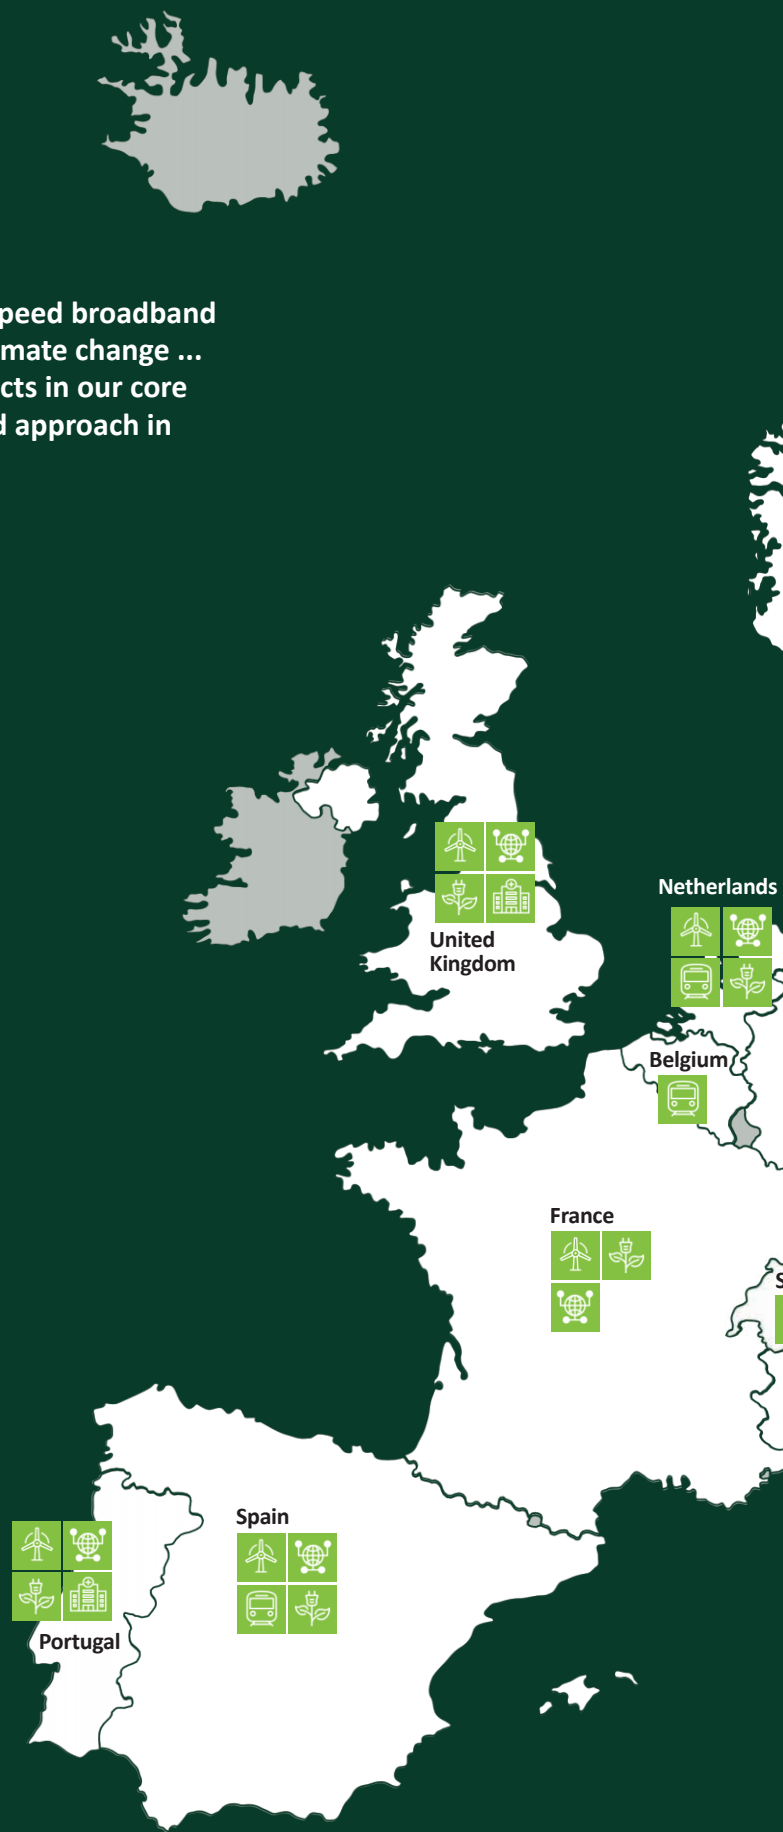 peed broadband
mate change ...
cts in our core
d approach in
United
Kingdom
Netherlands
Belgium
France
S
Spain
Portugal